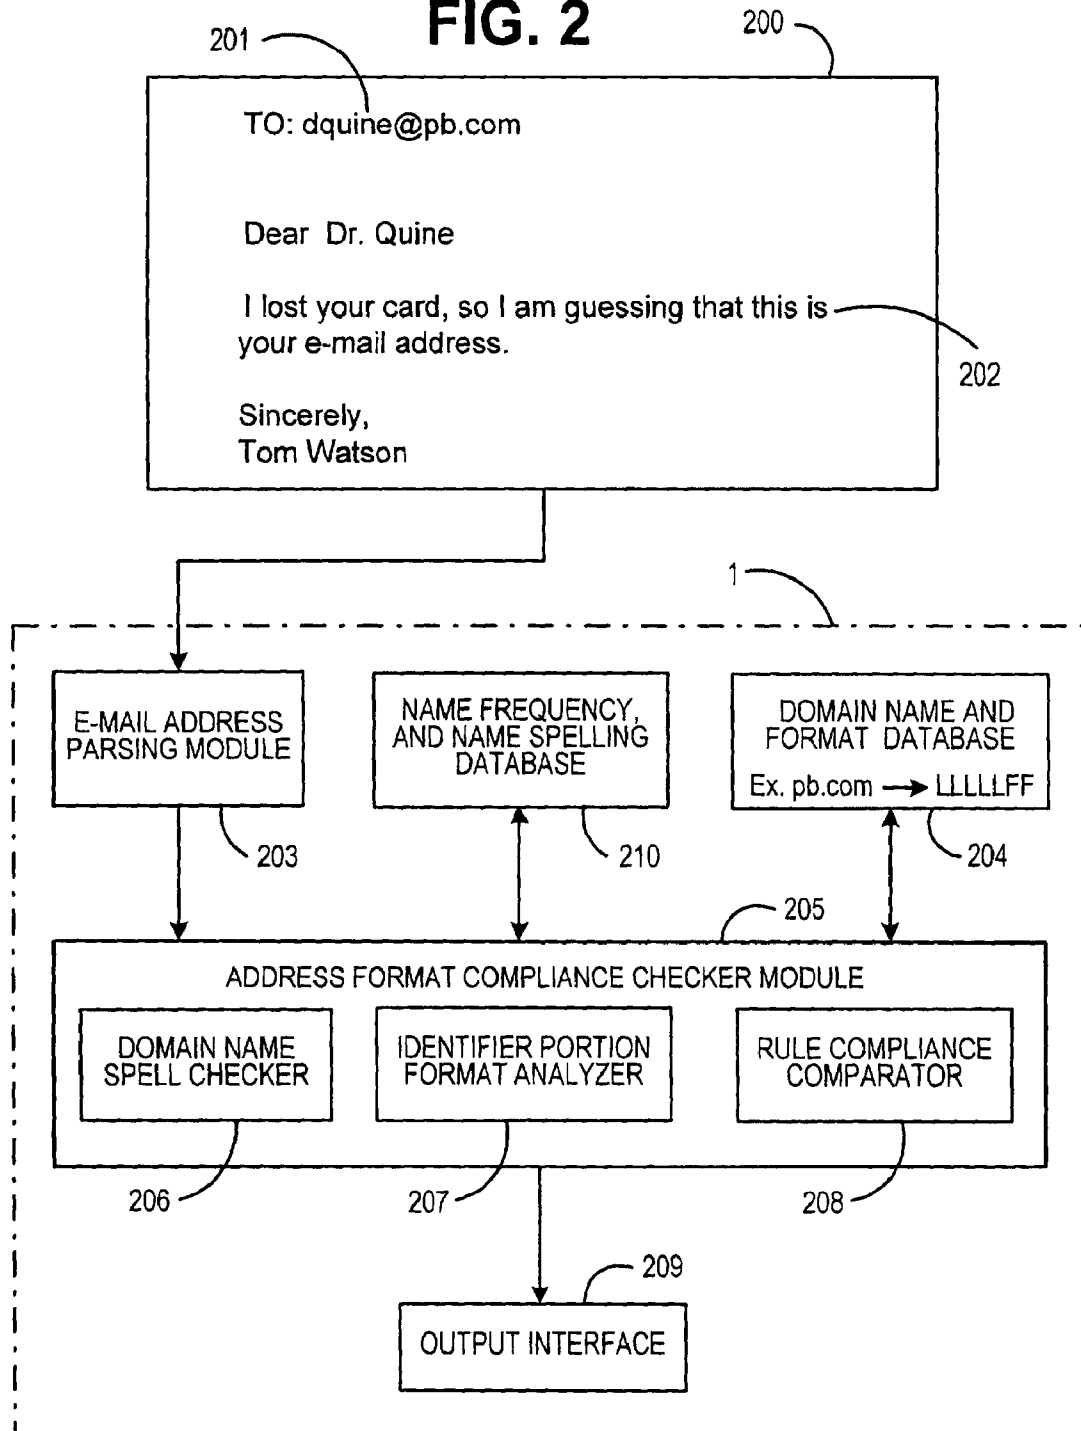 FIG. 2
201
200
TO: dquine@pb.com
Dear Dr. Quine
I lost your card, so I am guessing that this is
your e-mail address.
202
Sincerely,
Tom Watson
1
E-MAIL ADDRESS
PARSING MODULE
NAME FREQUENCY,
AND NAME SPELLING
DATABASE
DOMAIN NAME AND
FORMAT DATABASE
Ex. pb.com → LLLLLFF
203
210
204
205
ADDRESS FORMAT COMPLIANCE CHECKER MODULE
DOMAIN NAME
SPELL CHECKER
IDENTIFIER PORTION
FORMAT ANALYZER
RULE COMPLIANCE
COMPARATOR
206
207
208
209
OUTPUT INTERFACE